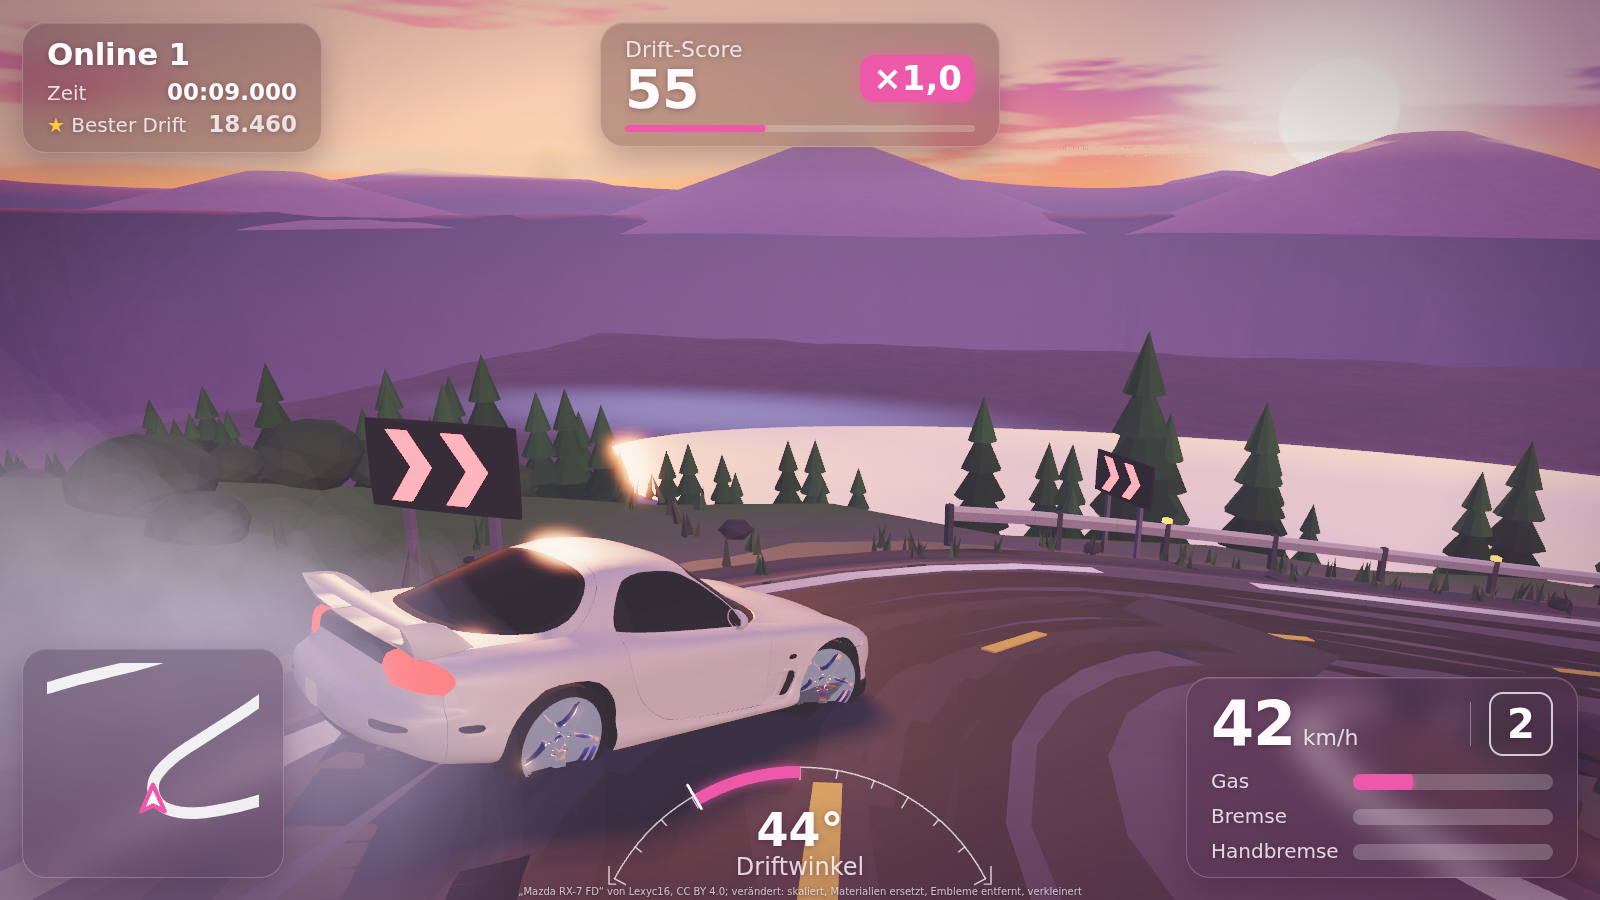 Online 1
Zeit 00:09.000
★ Bester Drift 18.460
Drift-Score
55
×1,0
42 km/h
2
Gas
Bremse
Handbremse
44°
Driftwinkel
„Mazda RX-7 FD“ von Lexyc16, CC BY 4.0; verändert: skaliert, Materialien ersetzt, Embleme entfernt, verkleinert